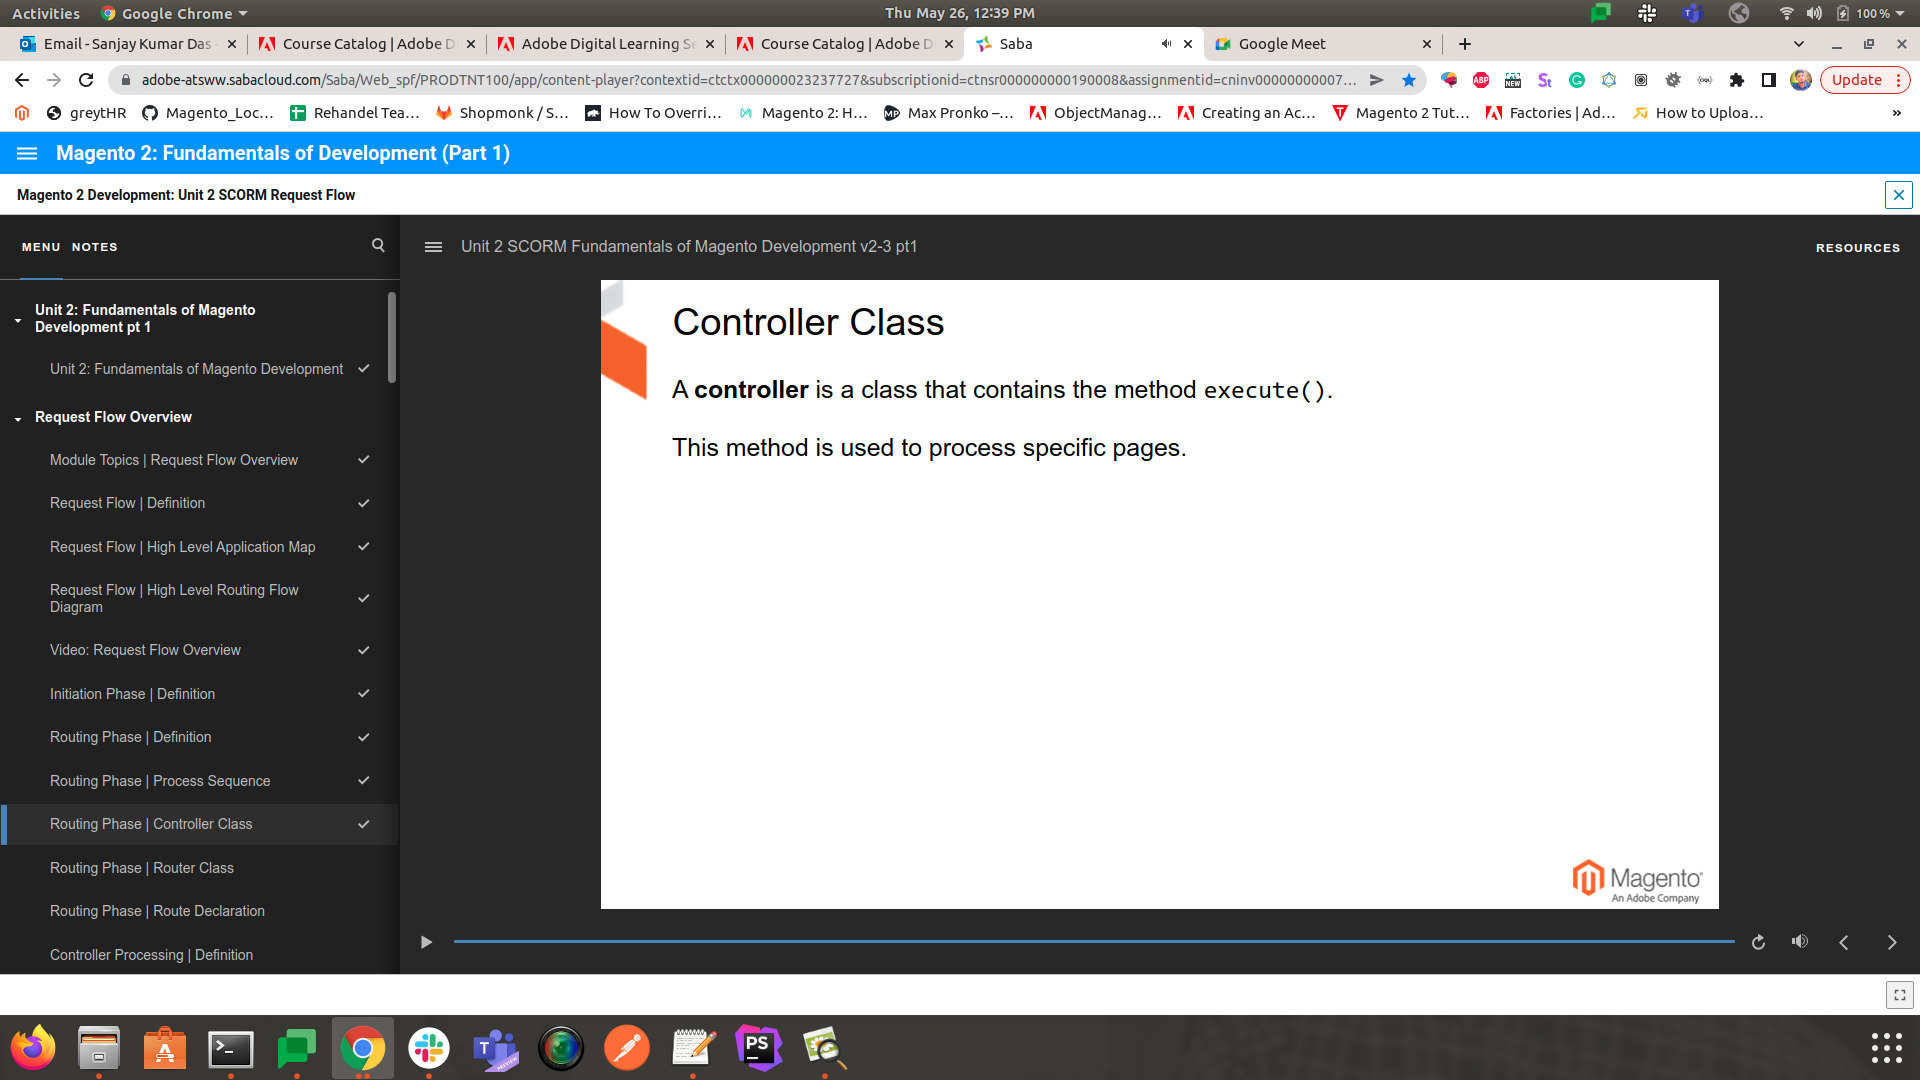 Activities
Google Chrome
Thu May 26, 12:39 PM
100 %
Email - Sanjay Kumar Das -
Course Catalog | Adobe D
Adobe Digital Learning Se
Course Catalog | Adobe D
Saba
Google Meet
adobe-atsww.sabacloud.com/Saba/Web_spf/PRODTNT100/app/content-player?contextid=ctctx000000023237727&subscriptionid=ctnsr000000000190008&assignmentid=cninv00000000007...
ABP
NEW
Update
greytHR
Magento_Loc...
Rehandel Tea...
Shopmonk / S...
How To Overri...
Magento 2: H...
Max Pronko –...
ObjectManag...
Creating an Ac...
Magento 2 Tut...
Factories | Ad...
How to Uploa...
»
Magento 2: Fundamentals of Development (Part 1)
Magento 2 Development: Unit 2 SCORM Request Flow
MENU
NOTES
Unit 2 SCORM Fundamentals of Magento Development v2-3 pt1
RESOURCES
Unit 2: Fundamentals of Magento
Development pt 1
Unit 2: Fundamentals of Magento Development
Request Flow Overview
Module Topics | Request Flow Overview
Request Flow | Definition
Request Flow | High Level Application Map
Request Flow | High Level Routing Flow
Diagram
Video: Request Flow Overview
Initiation Phase | Definition
Routing Phase | Definition
Routing Phase | Process Sequence
Routing Phase | Controller Class
Routing Phase | Router Class
Routing Phase | Route Declaration
Controller Processing | Definition
Controller Class
A controller is a class that contains the method execute().
This method is used to process specific pages.
Magento
An Adobe Company
PS